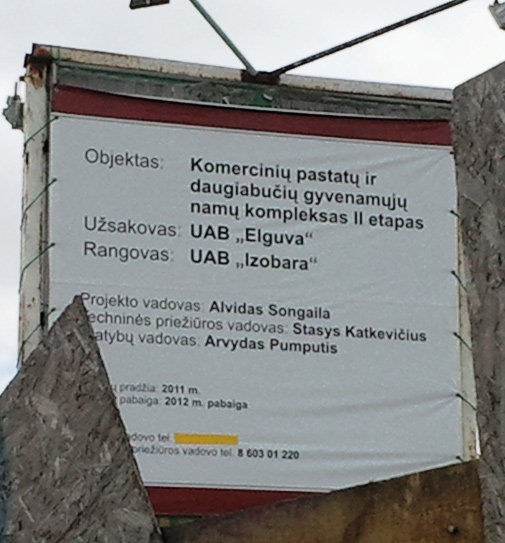 Objektas: Komercinių pastatų ir
daugiabučių gyvenamųjų
namų kompleksas II etapas
Užsakovas: UAB „Elguva“
Rangovas: UAB „Izobara“
Projekto vadovas: Alvidas Songaila
echninės priežiūros vadovas: Stasys Katkevičius
atybų vadovas: Arvydas Pumputis
ų pradžia: 2011 m.
pabaiga: 2012 m. pabaiga
adovo tel.
priežiūros vadovo tel. 8 603 01 220